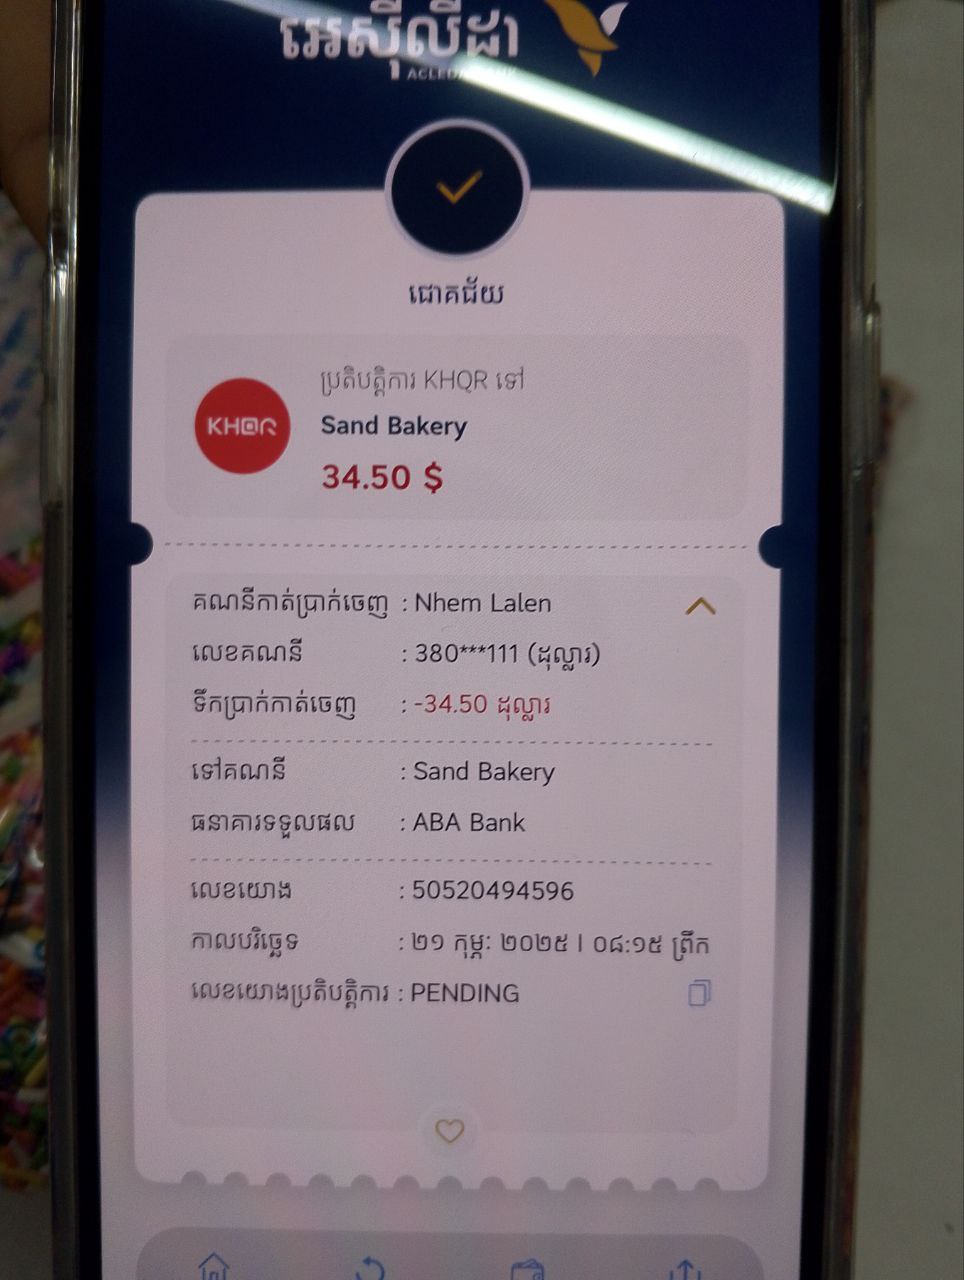 អេស៊ីលីដា
ជោគជ័យ
KHQR
ប្រតិបត្តិការ KHQR ទៅ
Sand Bakery
34.50 $
គណនីកាត់ប្រាក់ចេញ : Nhem Lalen
លេខគណនី : 380***111 (ដុល្លារ)
ទឹកប្រាក់កាត់ចេញ : -34.50 ដុល្លារ
ទៅគណនី : Sand Bakery
ធនាគារទទួលផល : ABA Bank
លេខយោង : 50520494596
កាលបរិច្ឆេទ : ២១ កុម្ភៈ ២០២៥ | ០៨:១៥ ព្រឹក
លេខយោងប្រតិបត្តិការ : PENDING